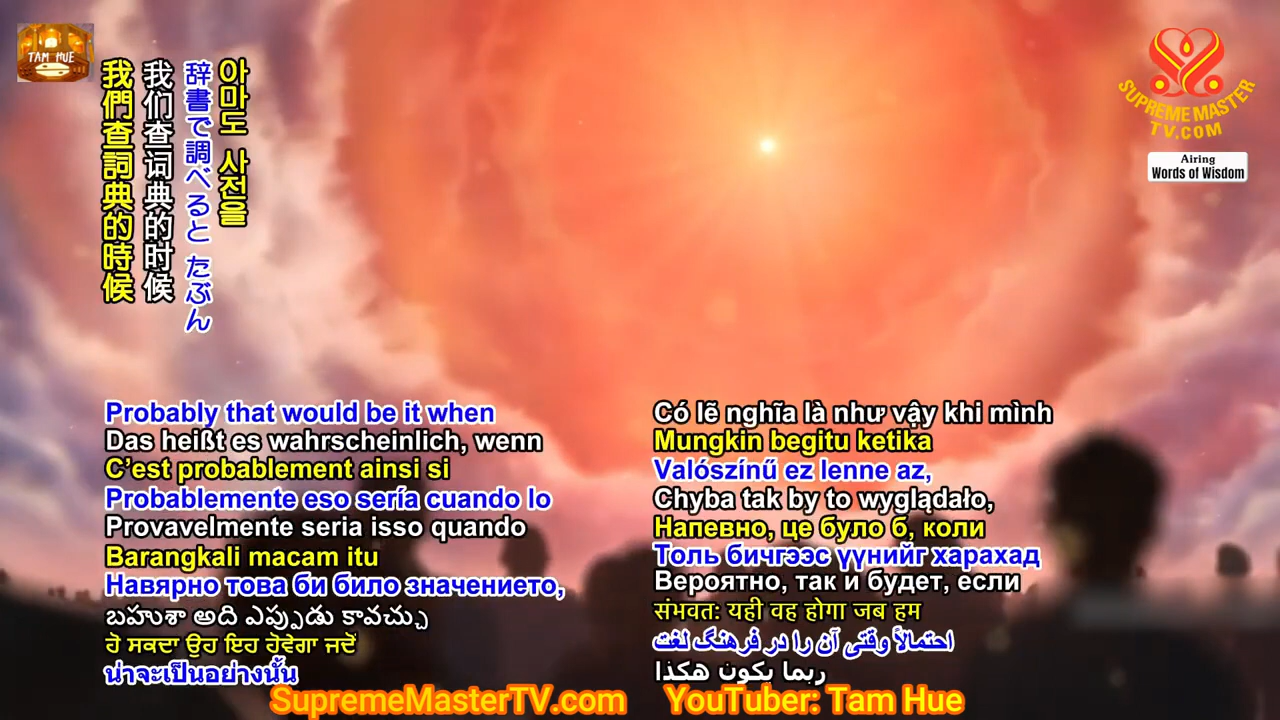 TAM HUE
SUPREME MASTER
TV.COM
Airing
Words of Wisdom
我們查詞典的時候
我们查词典的时候
辞書で調べると たぶん
아마도 사전을
Probably that would be it when
Das heißt es wahrscheinlich, wenn
C’est probablement ainsi si
Probablemente eso sería cuando lo
Provavelmente seria isso quando
Barangkali macam itu
Навярно това би било значението,
బహుశా అది ఎప్పుడు కావచ్చు
ਹੋ ਸਕਦਾ ਉਹ ਇਹ ਹੋਵੇਗਾ ਜਦੋਂ
น่าจะเป็นอย่างนั้น
Có lẽ nghĩa là như vậy khi mình
Mungkin begitu ketika
Valószínű ez lenne az,
Chyba tak by to wyglądało,
Напевно, це було б, коли
Толь бичгээс үүнийг харахад
Вероятно, так и будет, если
संभवत: यही वह होगा जब हम
احتمالاً وقتی آن را در فرهنگ لغت
ربما يكون هكذا
SupremeMasterTV.com
YouTuber: Tam Hue